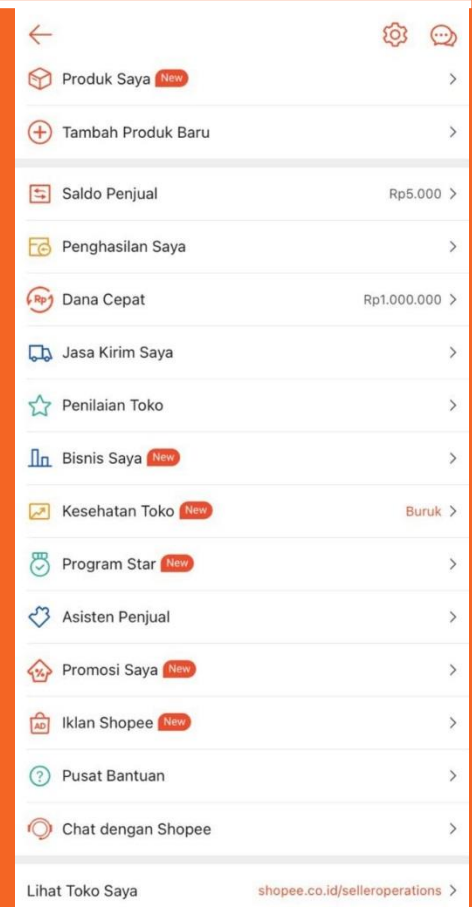 Produk Saya New
Tambah Produk Baru
Saldo Penjual Rp5.000
Penghasilan Saya
Rp Dana Cepat Rp1.000.000
Jasa Kirim Saya
Penilaian Toko
Bisnis Saya New
Kesehatan Toko New Buruk
Program Star New
Asisten Penjual
% Promosi Saya New
AD Iklan Shopee New
? Pusat Bantuan
Chat dengan Shopee
Lihat Toko Saya shopee.co.id/selleroperations